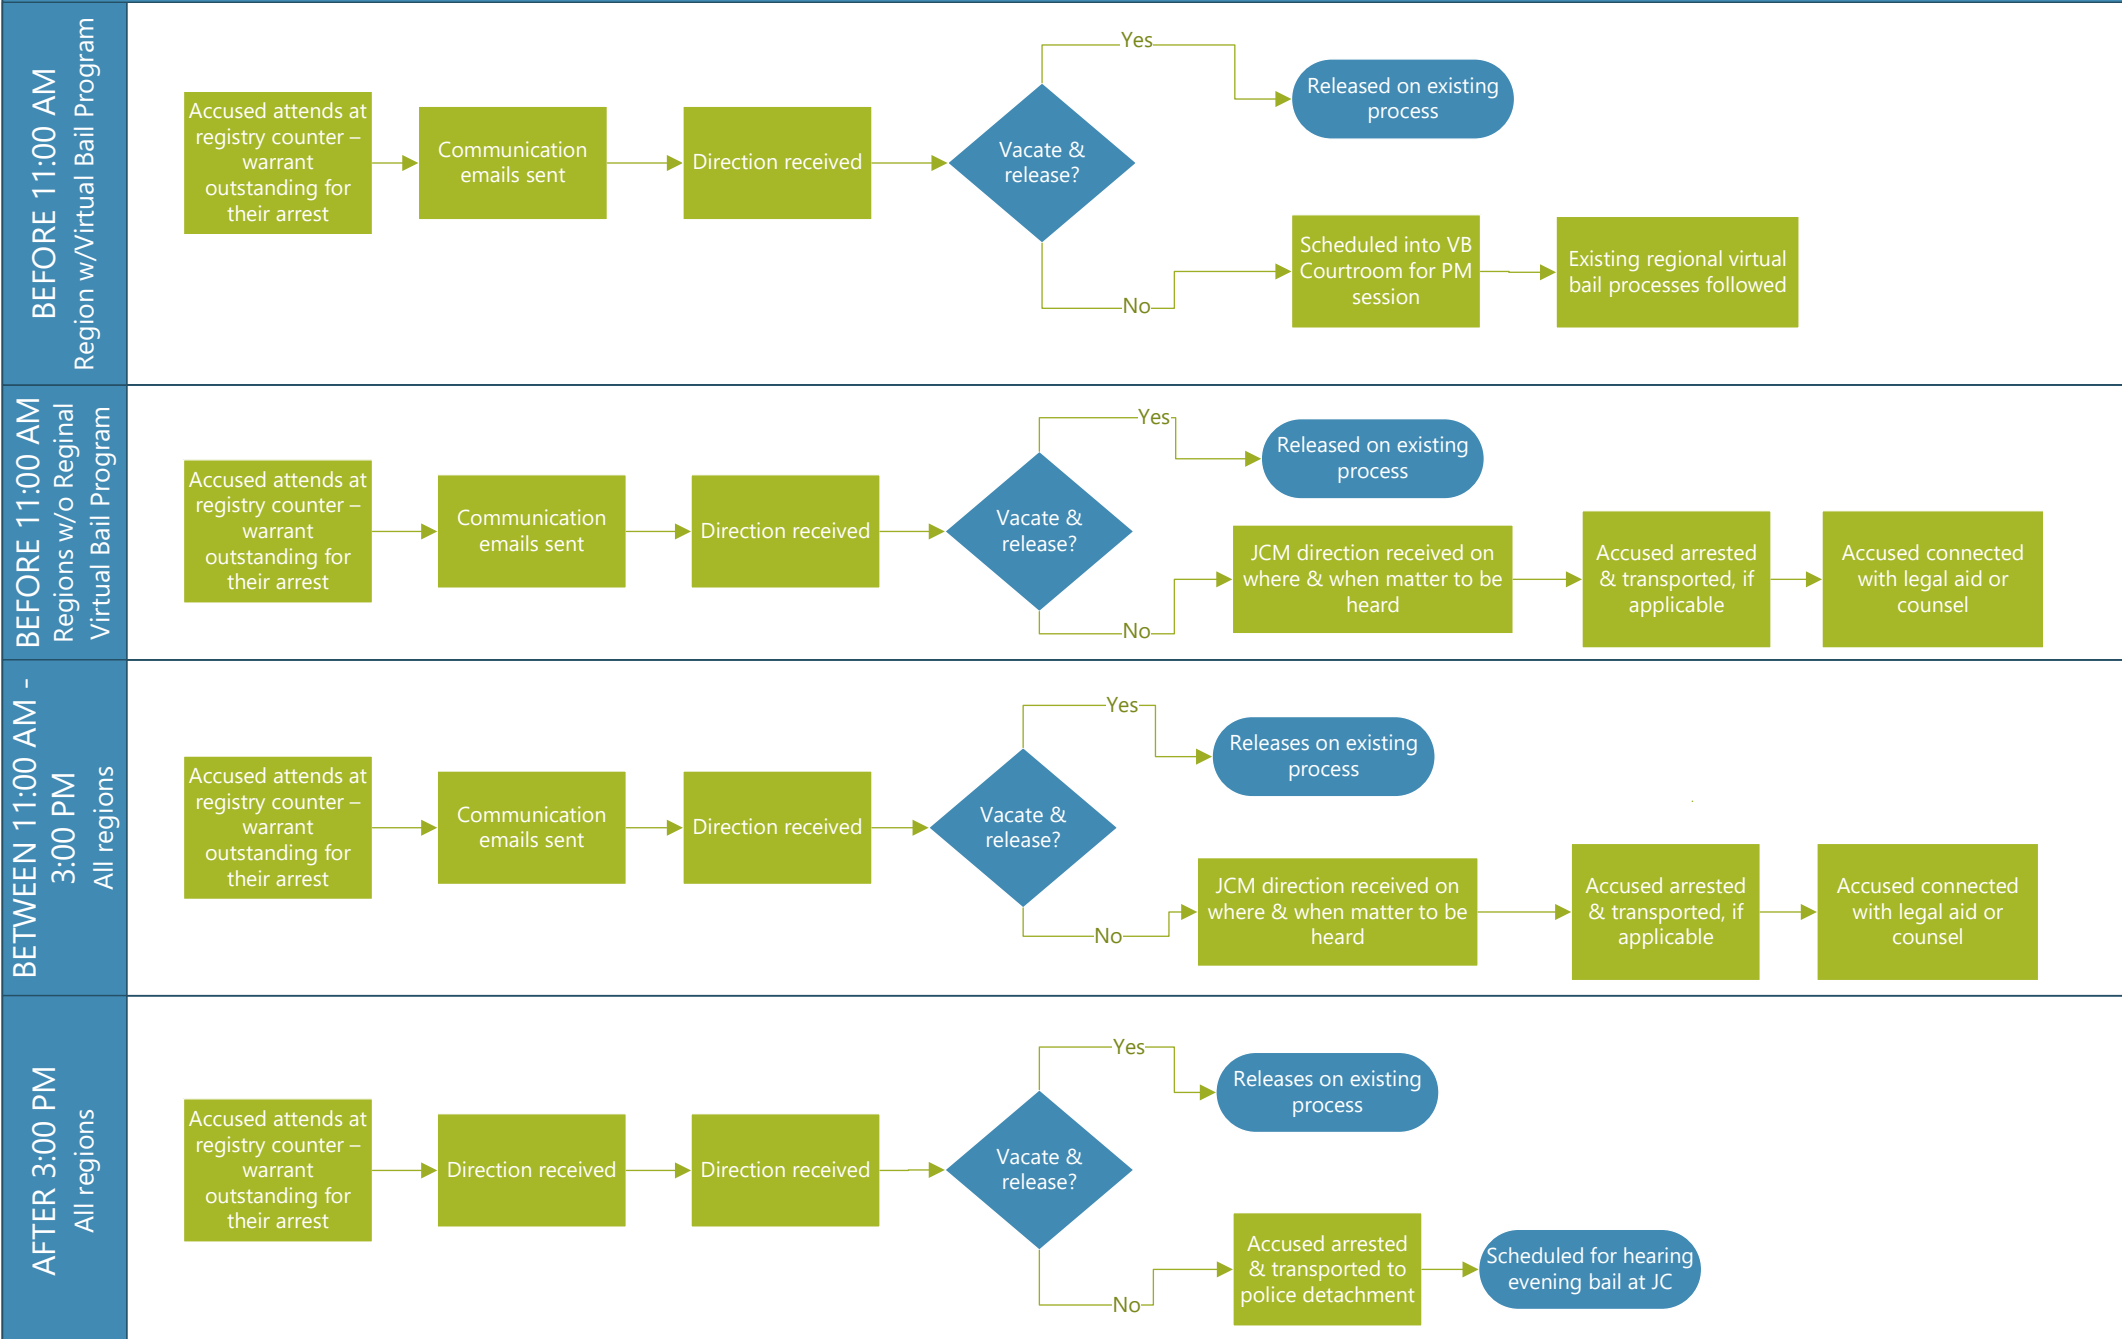 BEFORE 11:00 AM
Region w/Virtual Bail Program
Accused attends at
registry counter –
warrant
outstanding for
their arrest
Communication
emails sent
Direction received
Vacate &
release?
Yes
Released on existing
process
No
Scheduled into VB
Courtroom for PM
session
Existing regional virtual
bail processes followed
BEFORE 11:00 AM
Regions w/o Reginal
Virtual Bail Program
Accused attends at
registry counter –
warrant
outstanding for
their arrest
Communication
emails sent
Direction received
Vacate &
release?
Yes
Released on existing
process
No
JCM direction received on
where & when matter to be
heard
Accused arrested
& transported, if
applicable
Accused connected
with legal aid or
counsel
BETWEEN 11:00 AM -
3:00 PM
All regions
Accused attends at
registry counter –
warrant
outstanding for
their arrest
Communication
emails sent
Direction received
Vacate &
release?
Yes
Releases on existing
process
No
JCM direction received on
where & when matter to be
heard
Accused arrested
& transported, if
applicable
Accused connected
with legal aid or
counsel
AFTER 3:00 PM
All regions
Accused attends at
registry counter –
warrant
outstanding for
their arrest
Direction received
Direction received
Vacate &
release?
Yes
Releases on existing
process
No
Accused arrested
& transported to
police detachment
Scheduled for hearing
evening bail at JC